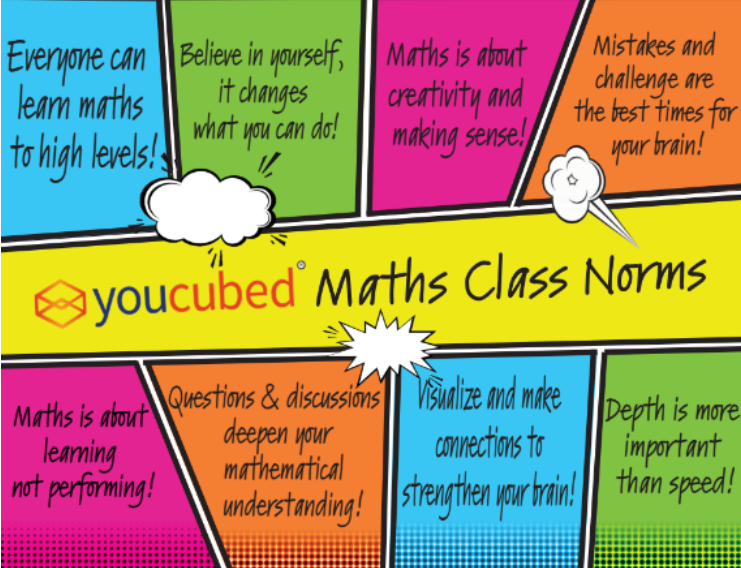 Everyone can
learn maths
to high levels!
Believe in yourself,
it changes
what you can do!
Maths is about
creativity and
making sense!
Mistakes and
challenge are
the best times for
your brain!
youcubed® Maths Class Norms
Maths is about
learning
not performing!
Questions & discussions
deepen your
mathematical
understanding!
Visualize and make
connections to
strengthen your brain!
Depth is more
important
than speed!